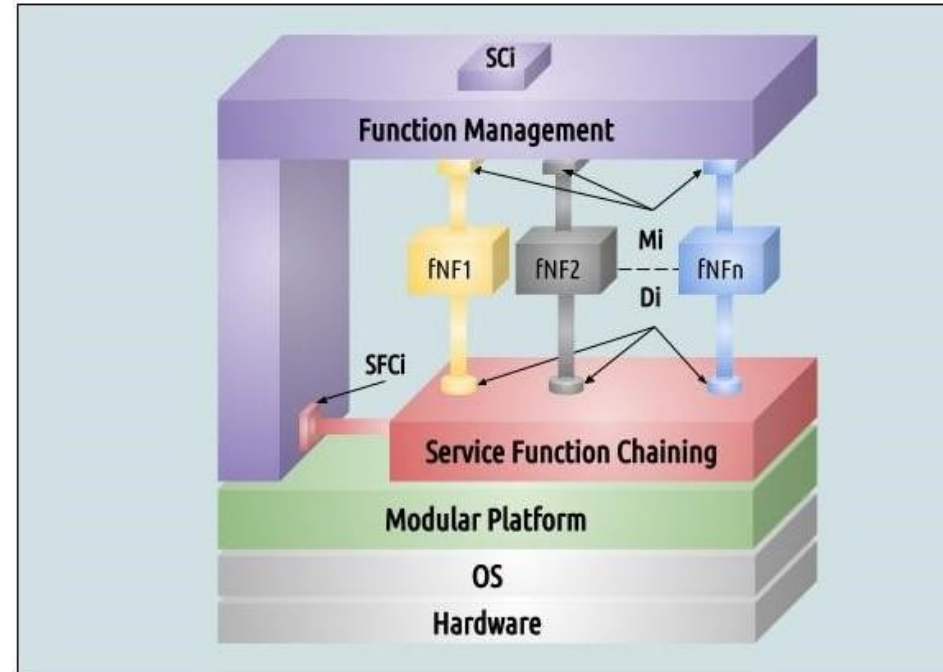 SCi
Function Management
Mi
fNF1
fNF2
fNFn
Di
SFCi
Service Function Chaining
Modular Platform
OS
Hardware